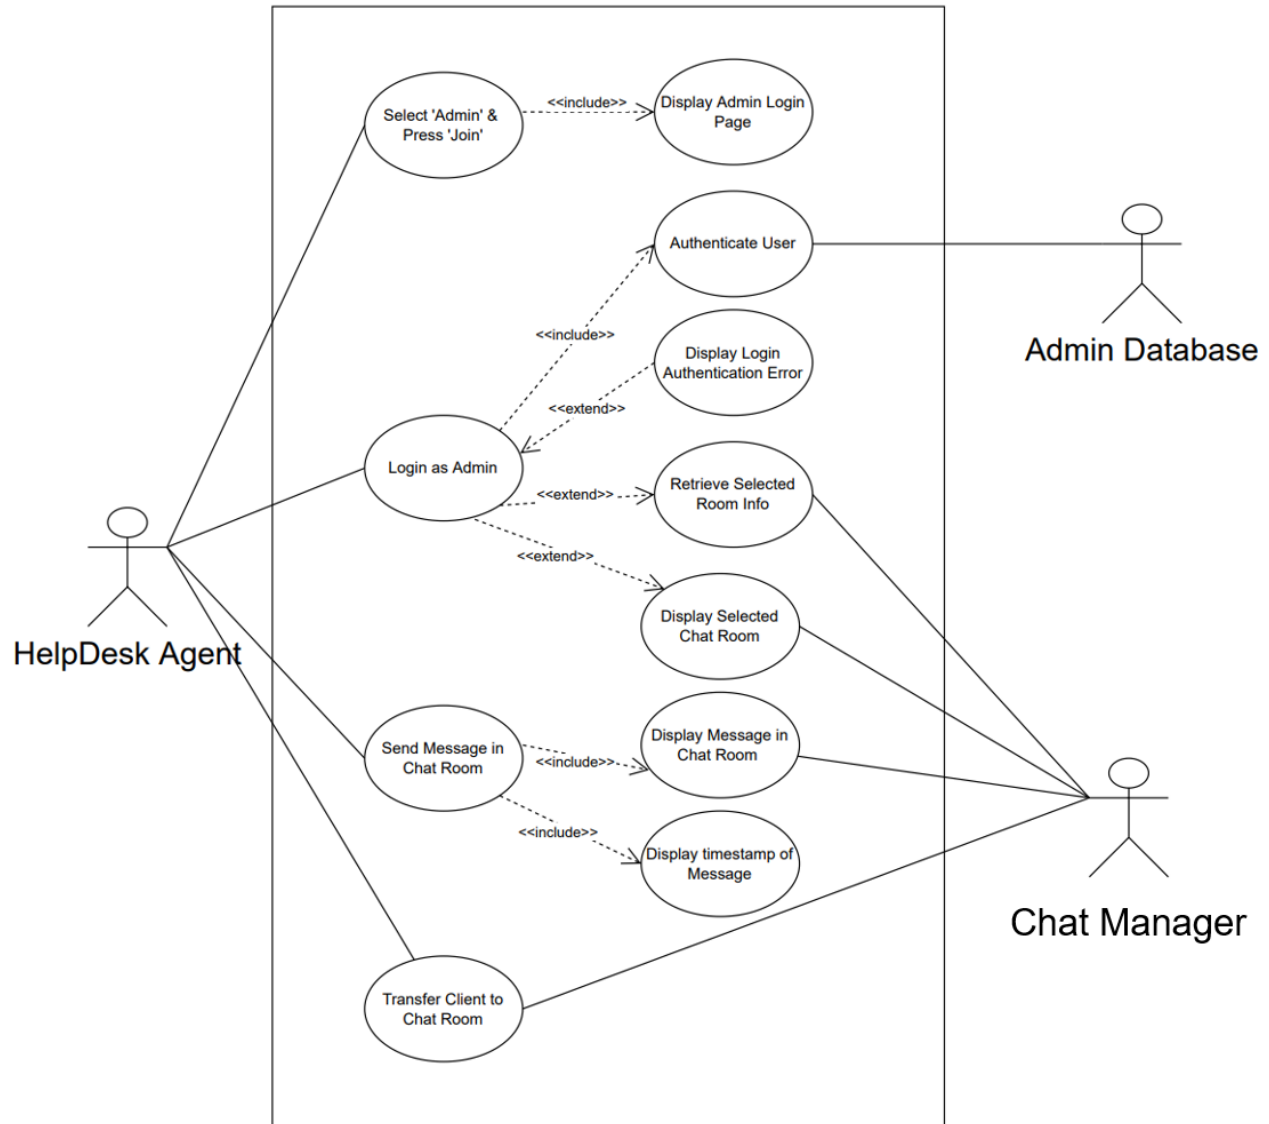 Select 'Admin' &
Press 'Join'
<<include>>
Display Admin Login
Page
Authenticate User
Admin Database
<<include>>
Display Login
Authentication Error
<<extend>>
Login as Admin
<<extend>>
Retrieve Selected
Room Info
<<extend>>
Display Selected
Chat Room
HelpDesk Agent
Send Message in
Chat Room
<<include>>
Display Message in
Chat Room
<<include>>
Display timestamp of
Message
Chat Manager
Transfer Client to
Chat Room